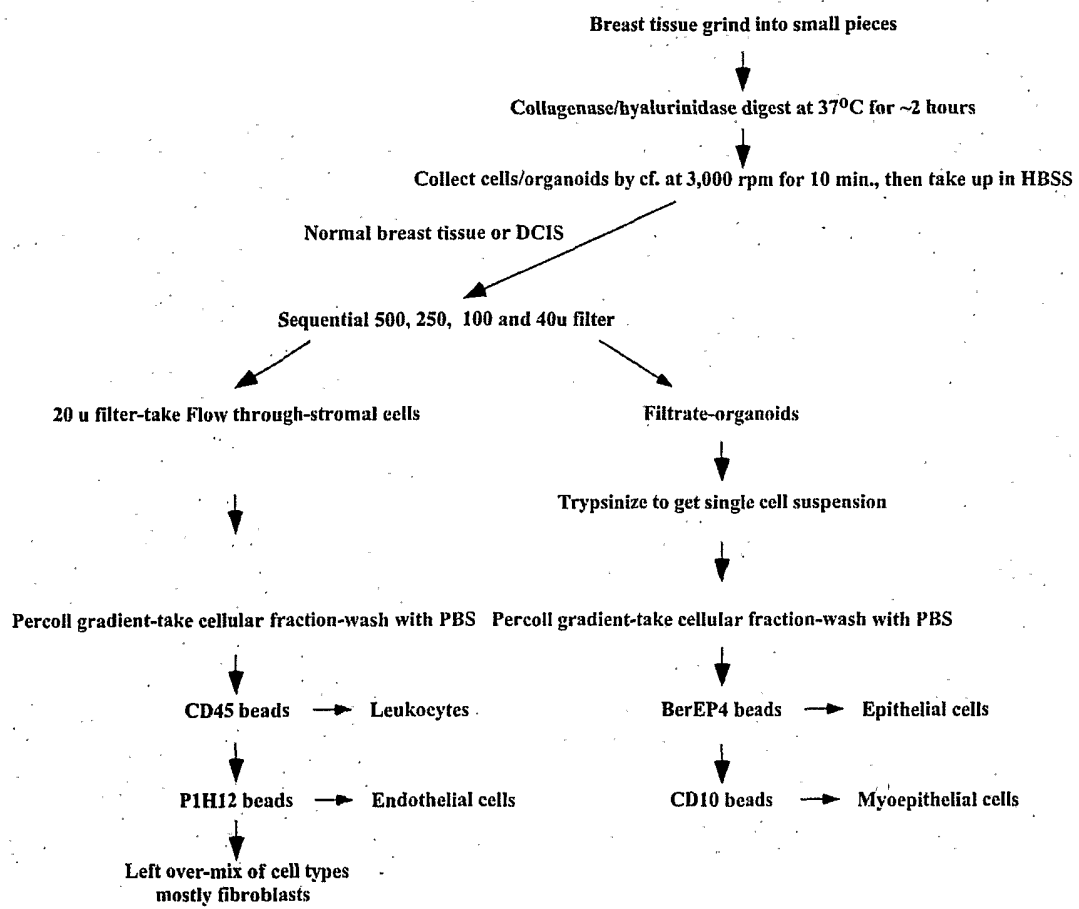 Breast tissue grind into small pieces
Collagenase/hyalurinidase digest at 37⁰C for ~2 hours
Collect cells/organoids by cf. at 3,000 rpm for 10 min., then take up in HBSS
Normal breast tissue or DCIS
Sequential 500, 250, 100 and 40u filter
20 u filter-take Flow through-stromal cells
Filtrate-organoids
Trypsinize to get single cell suspension
Percoll gradient-take cellular fraction-wash with PBS
Percoll gradient-take cellular fraction-wash with PBS
CD45 beads
Leukocytes
BerEP4 beads
Epithelial cells
P1H12 beads
Endothelial cells
CD10 beads
Myoepithelial cells
Left over-mix of cell types
mostly fibroblasts